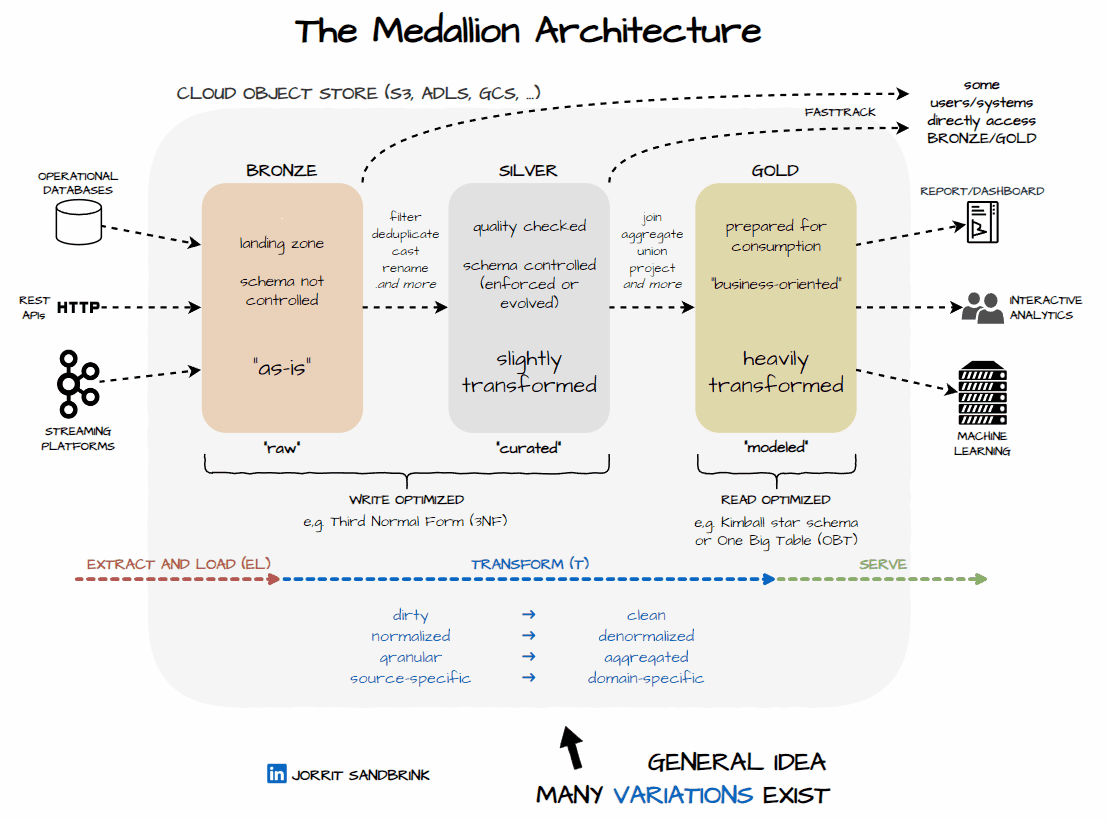 The Medallion Architecture
CLOUD OBJECT STORE (S3, ADLS, GCS, ...)
some
users/systems
directly access
BRONZE/GOLD
FASTTRACK
OPERATIONAL
DATABASES
REST
APIs
HTTP
STREAMING
PLATFORMS
BRONZE
landing zone
schema not
controlled
"as-is"
"raw"
filter
deduplicate
cast
rename
.and more
SILVER
quality checked
schema controlled
(enforced or
evolved)
slightly
transformed
"curated"
join
aggregate
union
project
and more
GOLD
prepared for
consumption
"business-oriented"
heavily
transformed
"modeled"
REPORT/DASHBOARD
INTERACTIVE
ANALYTICS
MACHINE
LEARNING
WRITE OPTIMIZED
e.g. Third Normal Form (3NF)
READ OPTIMIZED
e.g. Kimball star schema
or One Big Table (OBT)
EXTRACT AND LOAD (EL)
TRANSFORM (T)
SERVE
dirty → clean
normalized → denormalized
granular → aggregated
source-specific → domain-specific
in JORRIT SANDBRINK
GENERAL IDEA
MANY VARIATIONS EXIST